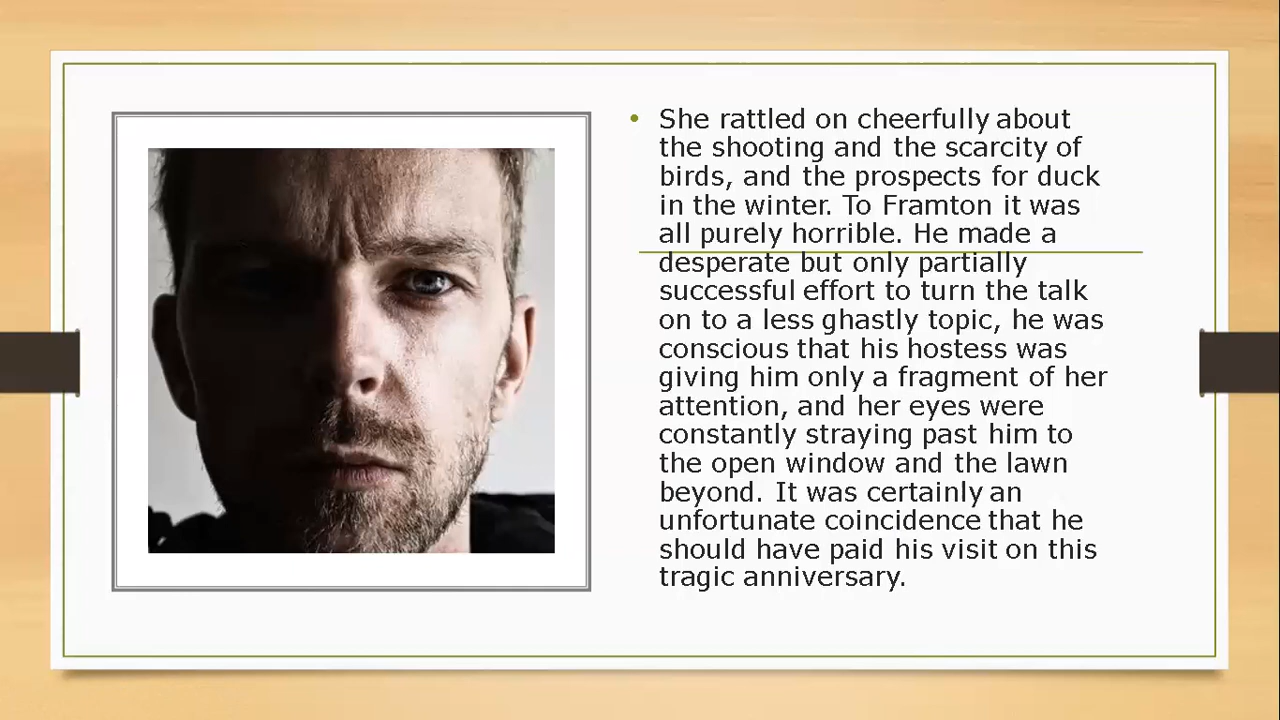 She rattled on cheerfully about
the shooting and the scarcity of
birds, and the prospects for duck
in the winter. To Framton it was
all purely horrible. He made a
desperate but only partially
successful effort to turn the talk
on to a less ghastly topic, he was
conscious that his hostess was
giving him only a fragment of her
attention, and her eyes were
constantly straying past him to
the open window and the lawn
beyond. It was certainly an
unfortunate coincidence that he
should have paid his visit on this
tragic anniversary.